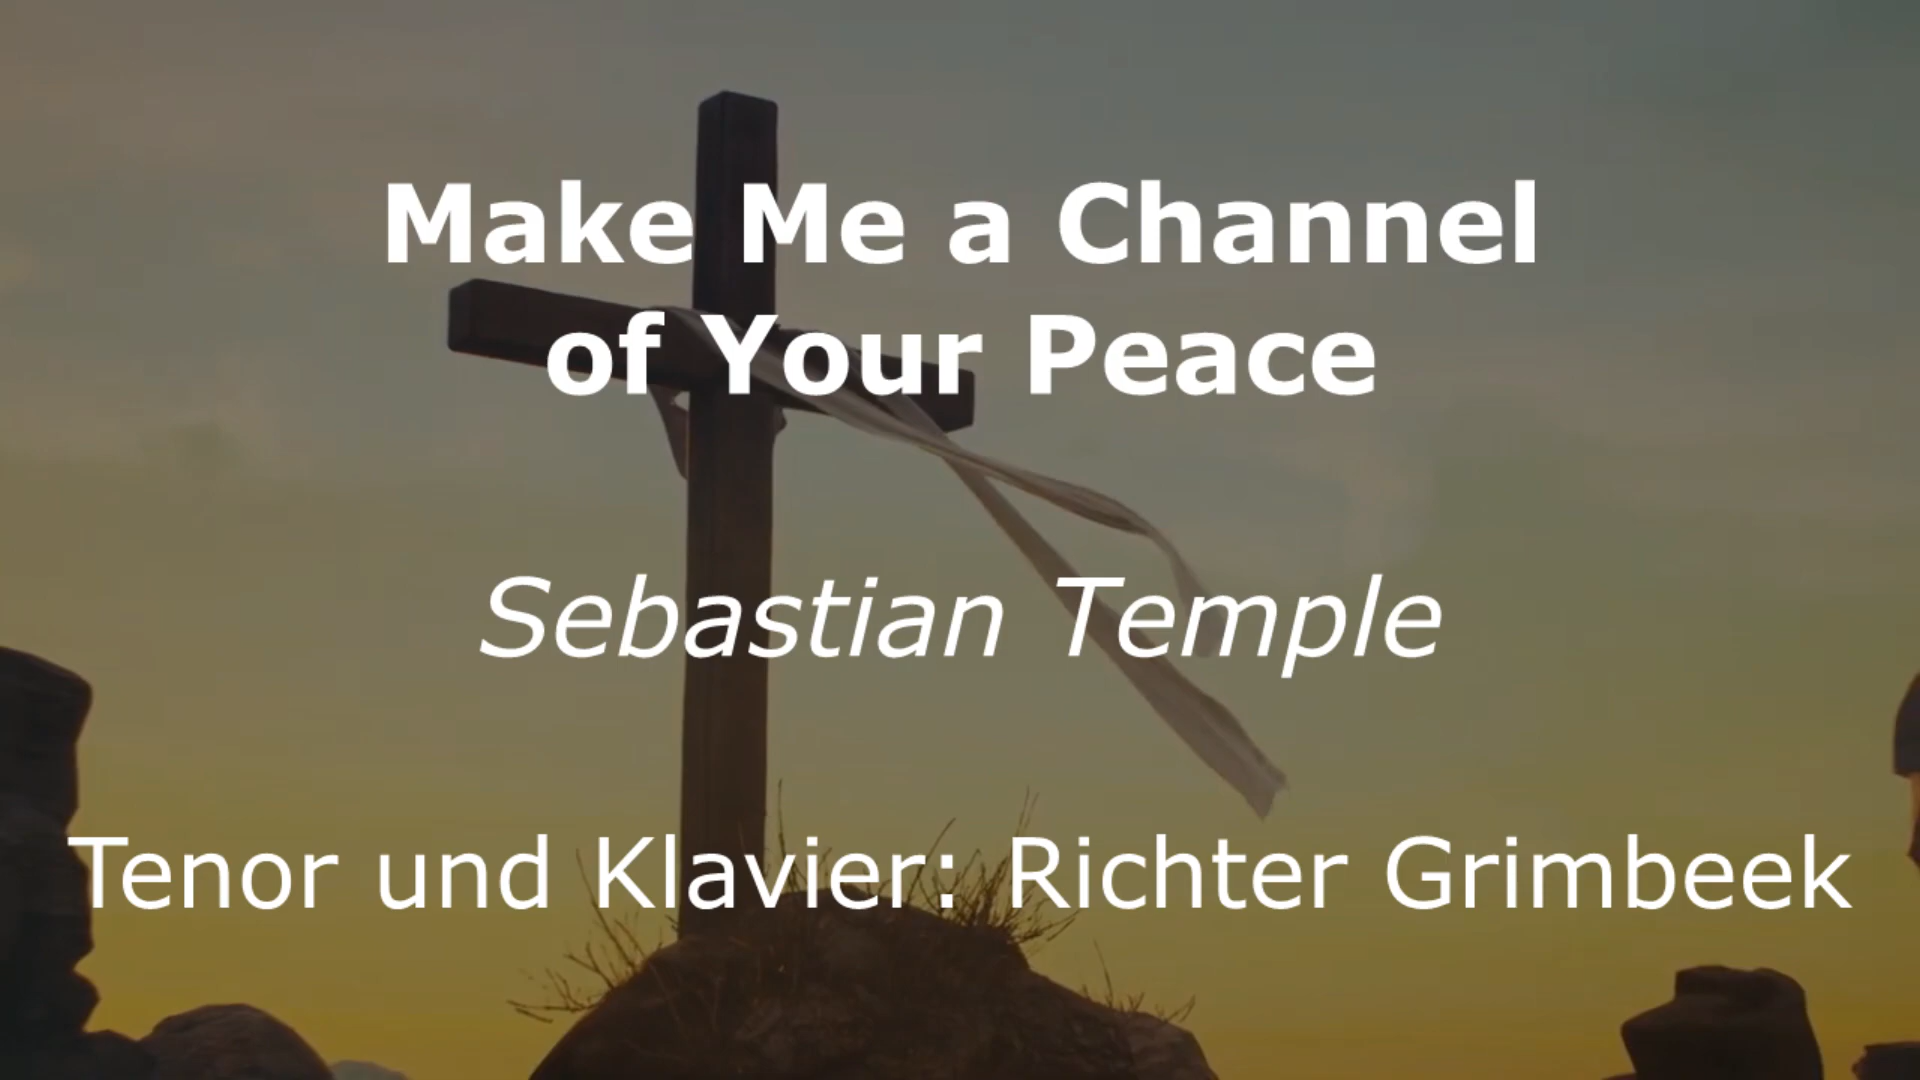 Make Me a Channel
of Your Peace
Sebastian Temple
Tenor und Klavier: Richter Grimbeek